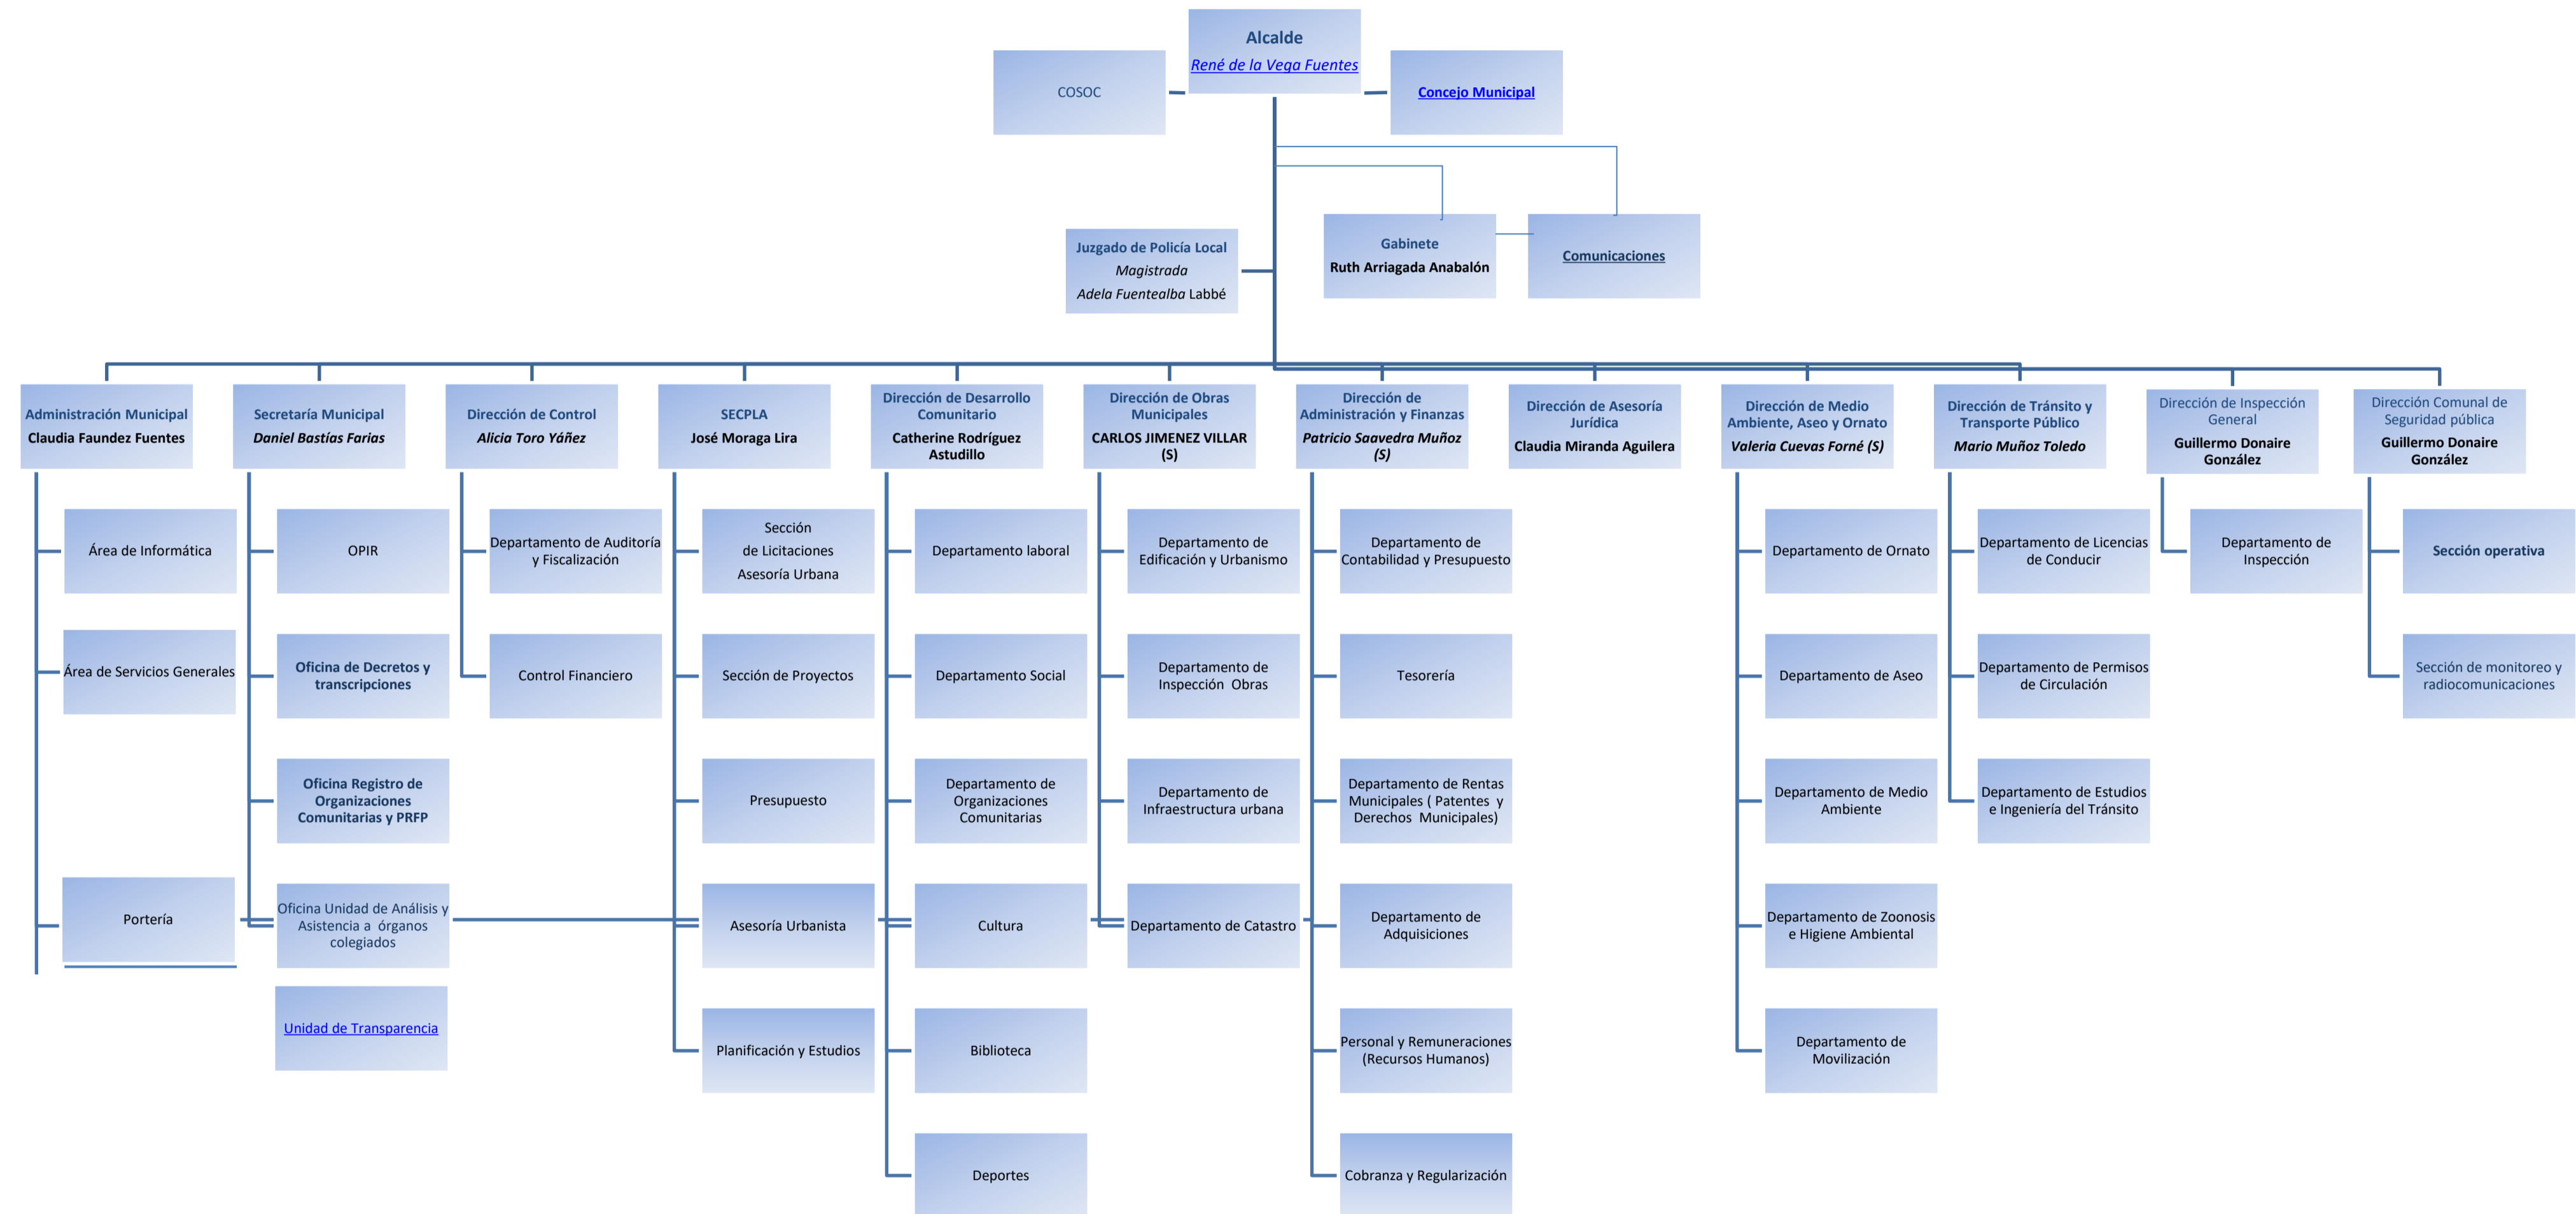 Alcalde
René de la Vega Fuentes
COSOC
Concejo Municipal
Juzgado de Policía Local
Magistrada
Adela Fuentealba Labbé
Gabinete
Ruth Arriagada Anabalón
Comunicaciones
Administración Municipal
Claudia Faundez Fuentes
Secretaría Municipal
Daniel Bastías Farias
Dirección de Control
Alicia Toro Yáñez
SECPLA
José Moraga Lira
Dirección de Desarrollo
Comunitario
Catherine Rodríguez
Astudillo
Dirección de Obras
Municipales
CARLOS JIMENEZ VILLAR
(S)
Dirección de
Administración y Finanzas
Patricio Saavedra Muñoz
(S)
Dirección de Asesoría
Jurídica
Claudia Miranda Aguilera
Dirección de Medio
Ambiente, Aseo y Ornato
Valeria Cuevas Forné (S)
Dirección de Tránsito y
Transporte Público
Mario Muñoz Toledo
Dirección de Inspección
General
Guillermo Donaire
González
Dirección Comunal de
Seguridad pública
Guillermo Donaire
González
Área de Informática
OPIR
Departamento de Auditoría
y Fiscalización
Sección
de Licitaciones
Asesoría Urbana
Departamento laboral
Departamento de
Edificación y Urbanismo
Departamento de
Contabilidad y Presupuesto
Departamento de Ornato
Departamento de Licencias
de Conducir
Departamento de
Inspección
Sección operativa
Área de Servicios Generales
Oficina de Decretos y
transcripciones
Control Financiero
Sección de Proyectos
Departamento Social
Departamento de
Inspección Obras
Tesorería
Departamento de Aseo
Departamento de Permisos
de Circulación
Sección de monitoreo y
radiocomunicaciones
Oficina Registro de
Organizaciones
Comunitarias y PRFP
Presupuesto
Departamento de
Organizaciones
Comunitarias
Departamento de
Infraestructura urbana
Departamento de Rentas
Municipales ( Patentes y
Derechos Municipales)
Departamento de Medio
Ambiente
Departamento de Estudios
e Ingeniería del Tránsito
Portería
Oficina Unidad de Análisis y
Asistencia a órganos
colegiados
Asesoría Urbanista
Cultura
Departamento de Catastro
Departamento de
Adquisiciones
Departamento de Zoonosis
e Higiene Ambiental
Unidad de Transparencia
Planificación y Estudios
Biblioteca
Personal y Remuneraciones
(Recursos Humanos)
Departamento de
Movilización
Deportes
Cobranza y Regularización